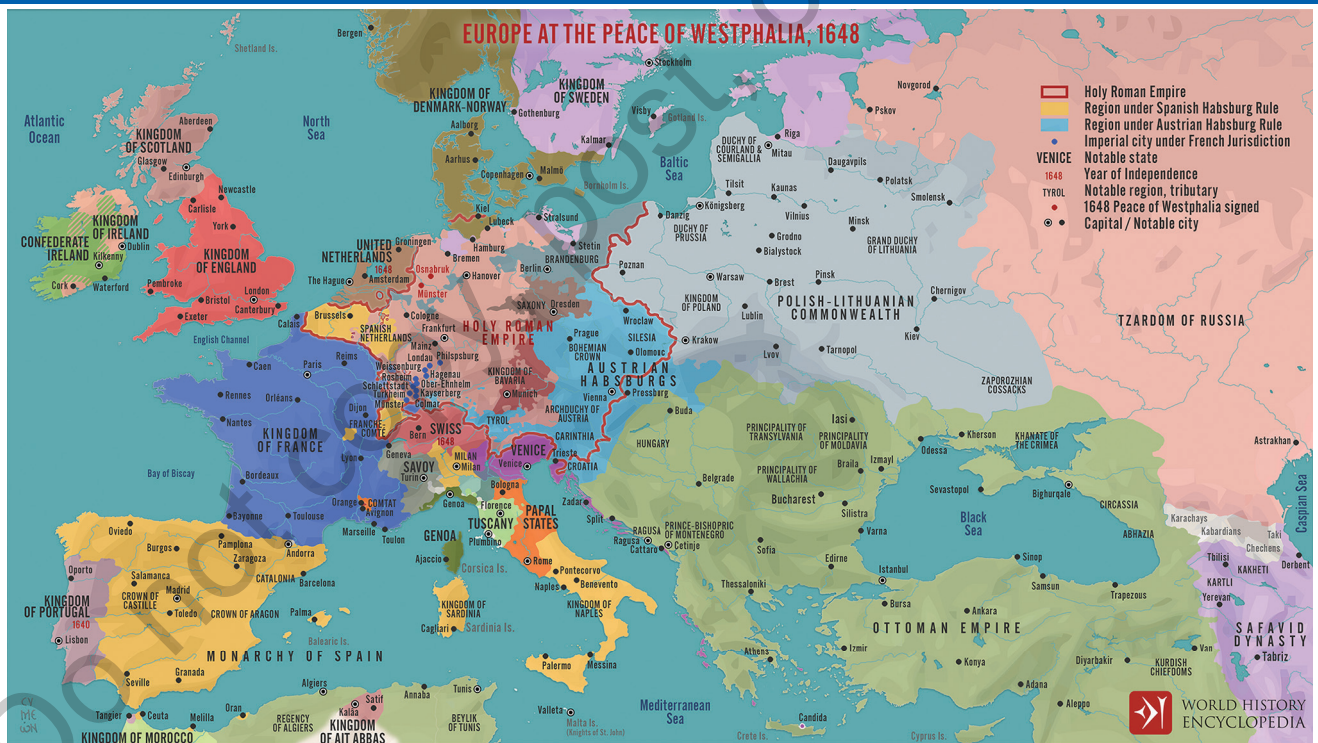 EUROPE AT THE PEACE OF WESTPHALIA, 1648
Holy Roman Empire
Region under Spanish Habsburg Rule
Region under Austrian Habsburg Rule
Imperial city under French Jurisdiction
VENICE Notable state
1648 Year of Independence
TYROL Notable region, tributary
1648 Peace of Westphalia signed
Capital / Notable city
Atlantic
Ocean
Shetland Is.
North
Sea
Bergen
KINGDOM OF
DENMARK-NORWAY
Aalborg
Aarhus
Copenhagen
Malmö
Kiel
KINGDOM
OF SWEDEN
Stockholm
Gothenburg
Visby
Gotland Is.
Kalmar
Baltic
Sea
Bornholm Is.
KINGDOM
OF SCOTLAND
Aberdeen
Glasgow
Edinburgh
KINGDOM
OF IRELAND
CONFEDERATE
IRELAND
Dublin
Kilkenny
Cork
Waterford
KINGDOM
OF ENGLAND
Newcastle
Carlisle
York
Pembroke
Bristol
London
Canterbury
Exeter
English Channel
Calais
UNITED
NETHERLANDS
1648
Groningen
The Hague
Amsterdam
Brussels
SPANISH
NETHERLANDS
Osnabruk
Münster
Lubeck
Hamburg
Bremen
Hanover
Stralsund
Stetin
BRANDENBURG
Berlin
SAXONY
Dresden
Cologne
Frankfurt
Mainz
HOLY ROMAN
EMPIRE
Londau
Philpsburg
Weissenburg
Rosheim
Hagenau
Schlettstadt
Ober-Ehnheim
Turkheim
Kayserberg
Münster
Colmar
KINGDOM OF
BAVARIA
Munich
Prague
BOHEMIAN
CROWN
Wroclaw
SILESIA
Olomonc
AUSTRIAN
HABSBURGS
Vienna
Pressburg
ARCHDUCHY OF
AUSTRIA
TYROL
CARINTHIA
CROATIA
Trieste
KINGDOM
OF FRANCE
Caen
Paris
Reims
Rennes
Orléans
Nantes
Dijon
FRANCHE-
COMTÉ
Lyon
Bay of Biscay
Bordeaux
Bayonne
Toulouse
Orange
COMTAT
Avignon
Marseille
Toulon
SWISS
1648
Bern
Geneva
SAVOY
Turin
MILAN
Milan
VENICE
Venice
GENOA
Genoa
Bologna
Florence
TUSCANY
Plumbino
PAPAL
STATES
Rome
Ajaccio
Corsica Is.
KINGDOM OF
SARDINIA
Cagliari
Sardinia Is.
Pontecorvo
Benevento
Naples
KINGDOM OF
NAPLES
Palermo
Messina
Valleta
Malta Is.
(Knights of St. John)
KINGDOM
OF PORTUGAL
1640
Oporto
Lisbon
Oviedo
Burgos
Pamplona
Zaragoza
Andorra
CATALONIA
Barcelona
Salamanca
Madrid
CROWN OF
CASTILLE
Toledo
CROWN OF ARAGON
Palma
Balearic Is.
MONARCHY OF SPAIN
Seville
Granada
Tangier
Ceuta
Melilla
Oran
Algiers
REGENCY
OF ALGIERS
Satif
Kalâa
KINGDOM
OF AIT ABBAS
KINGDOM OF MOROCCO
Annaba
Tunis
BEYLIK
OF TUNIS
Novgorod
Pskov
Riga
DUCHY OF
COURLAND &
SEMIGALLIA
Mitau
Daugavpils
Polatsk
Smolensk
Tilsit
Kaunas
Vilnius
Königsberg
Danzig
DUCHY OF
PRUSSIA
Minsk
Grodno
Bialystock
GRAND DUCHY
OF LITHUANIA
Poznan
Warsaw
Brest
Pinsk
KINGDOM
OF POLAND
POLISH-LITHUANIAN
COMMONWEALTH
Chernigov
Lublin
Kiev
Krakow
Lvov
Tarnopol
ZAPOROZHIAN
COSSACKS
TZARDOM OF RUSSIA
Astrakhan
Caspian Sea
Buda
HUNGARY
PRINCIPALITY OF
TRANSYLVANIA
Iasi
PRINCIPALITY
OF MOLDAVIA
Braila
Izmayl
PRINCIPALITY OF
WALLACHIA
Belgrade
Bucharest
Silistra
Varna
Odessa
Kherson
KHANATE OF
THE CRIMEA
Sevastopol
Bighurqale
CIRCASSIA
ABHAZIA
Black
Sea
Zadar
Split
RAGUSA
Ragusa
Cattaro
PRINCE-BISHOPRIC
OF MONTENEGRO
Cetinje
Sofia
Edirne
Istanbul
Thessaloniki
Bursa
Ankara
Sinop
Samsun
Trapezous
OTTOMAN EMPIRE
Athens
Izmir
Konya
Adana
Diyarbakir
KURDISH
CHIEFDOMS
Van
Aleppo
Mediterranean
Sea
Candida
Crete Is.
Cyprus Is.
Karachays
Kabardians
Taki
Chechens
Derbent
Tbilisi
KAKHETI
KARTLI
Yerevan
SAFAVID
DYNASTY
Tabriz
WORLD HISTORY
ENCYCLOPEDIA
CY
ME
ON
Do not copy post.